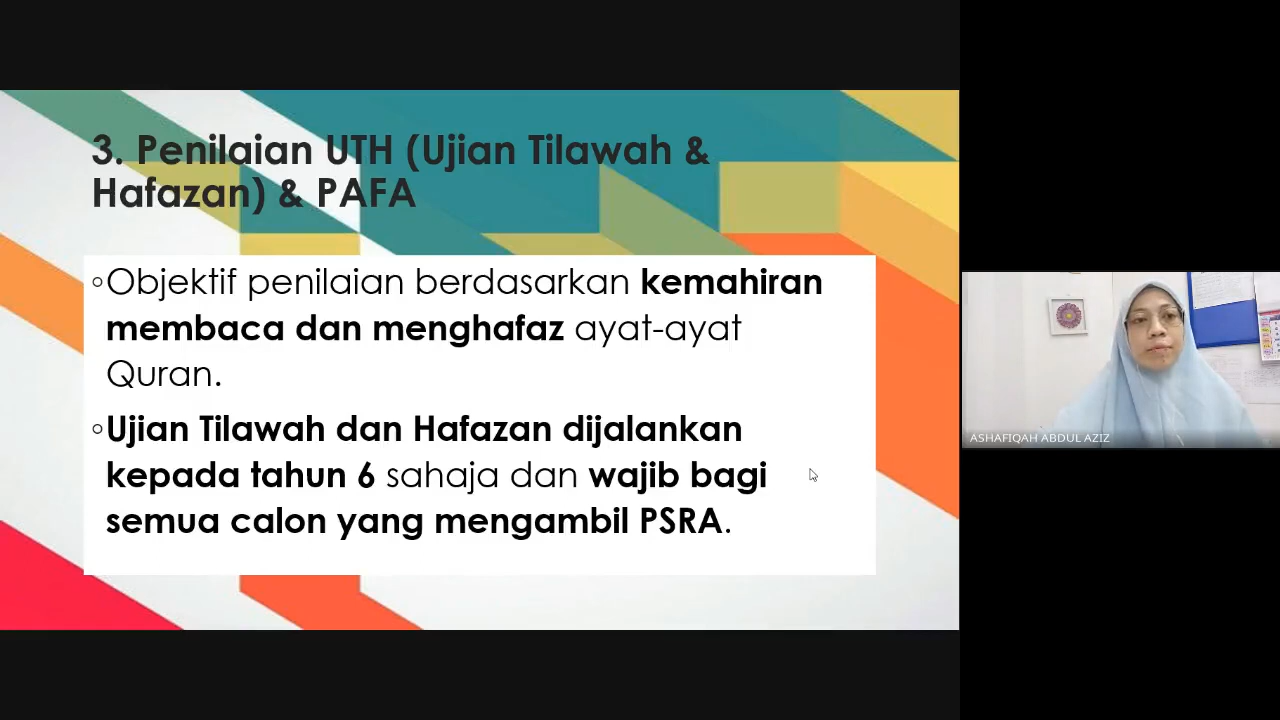 3. Penilaian UTH (Ujian Tilawah &
Hafazan) & PAFA
◦Objektif penilaian berdasarkan kemahiran
membaca dan menghafaz ayat-ayat
Quran.
◦Ujian Tilawah dan Hafazan dijalankan
kepada tahun 6 sahaja dan wajib bagi
semua calon yang mengambil PSRA.
ASHAFIQAH ABDUL AZIZ